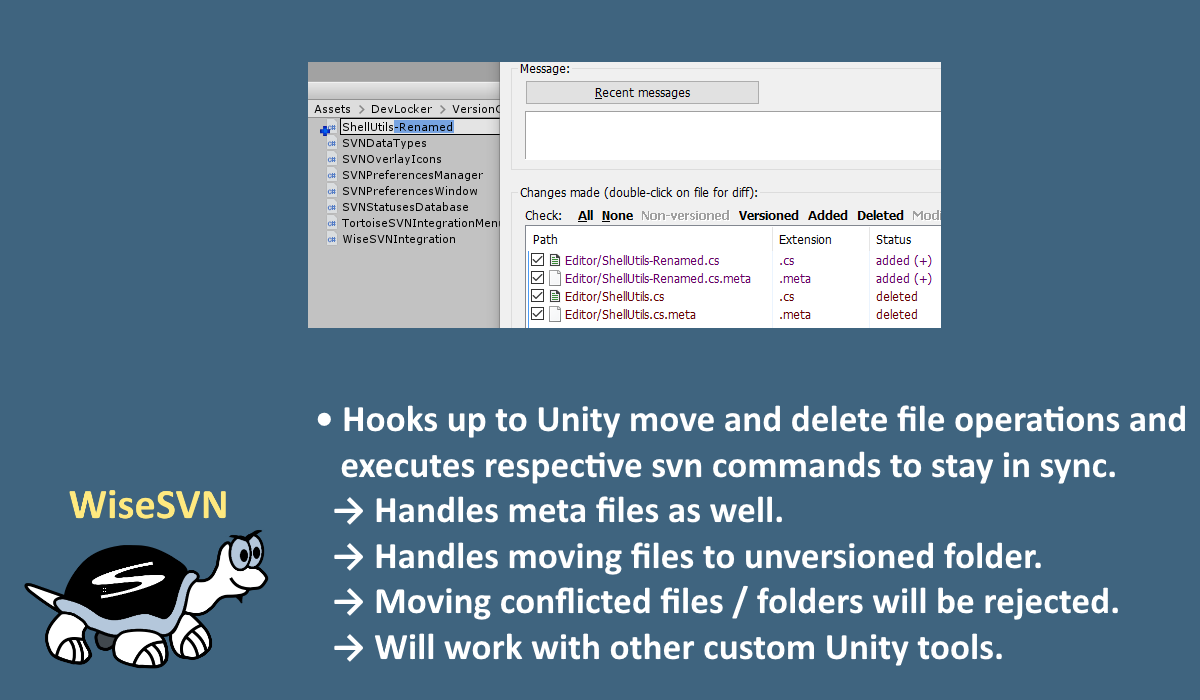 Message:
Recent messages
Assets > DevLocker > Version
ShellUtils-Renamed
SVNDataTypes
SVNOverlayIcons
SVNPreferencesManager
SVNPreferencesWindow
SVNStatusesDatabase
TortoiseSVNIntegrationMenu
WiseSVNIntegration
Changes made (double-click on file for diff):
Check: All None Non-versioned Versioned Added Deleted Modi
Path Extension Status
Editor/ShellUtils-Renamed.cs .cs added (+)
Editor/ShellUtils-Renamed.cs.meta .meta added (+)
Editor/ShellUtils.cs .cs deleted
Editor/ShellUtils.cs.meta .meta deleted
• Hooks up to Unity move and delete file operations and
executes respective svn commands to stay in sync.
→ Handles meta files as well.
→ Handles moving files to unversioned folder.
→ Moving conflicted files / folders will be rejected.
→ Will work with other custom Unity tools.
WiseSVN